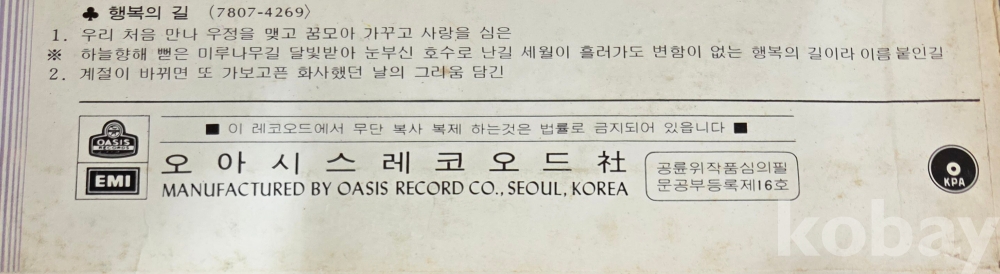 ♣ 행복의 길 (7807-4269)
1. 우리 처음 만나 우정을 맺고 꿈모아 가꾸고 사랑을 심은
※ 하늘향해 뻗은 미루나무길 달빛받아 눈부신 호수로 난길 세월이 흘러가도 변함이 없는 행복의 길이라 이름 붙인길
2. 계절이 바뀌면 또 가보고픈 화사했던 날의 그리움 담긴
■ 이 레코오드에서 무단 복사 복제 하는것은 법률로 금지되어 있읍니다 ■
OASIS
RECORDS
EMI
오아시스레코오드社
MANUFACTURED BY OASIS RECORD CO., SEOUL, KOREA
공륜위작품심의필
문공부등록제16호
KPA
kobay